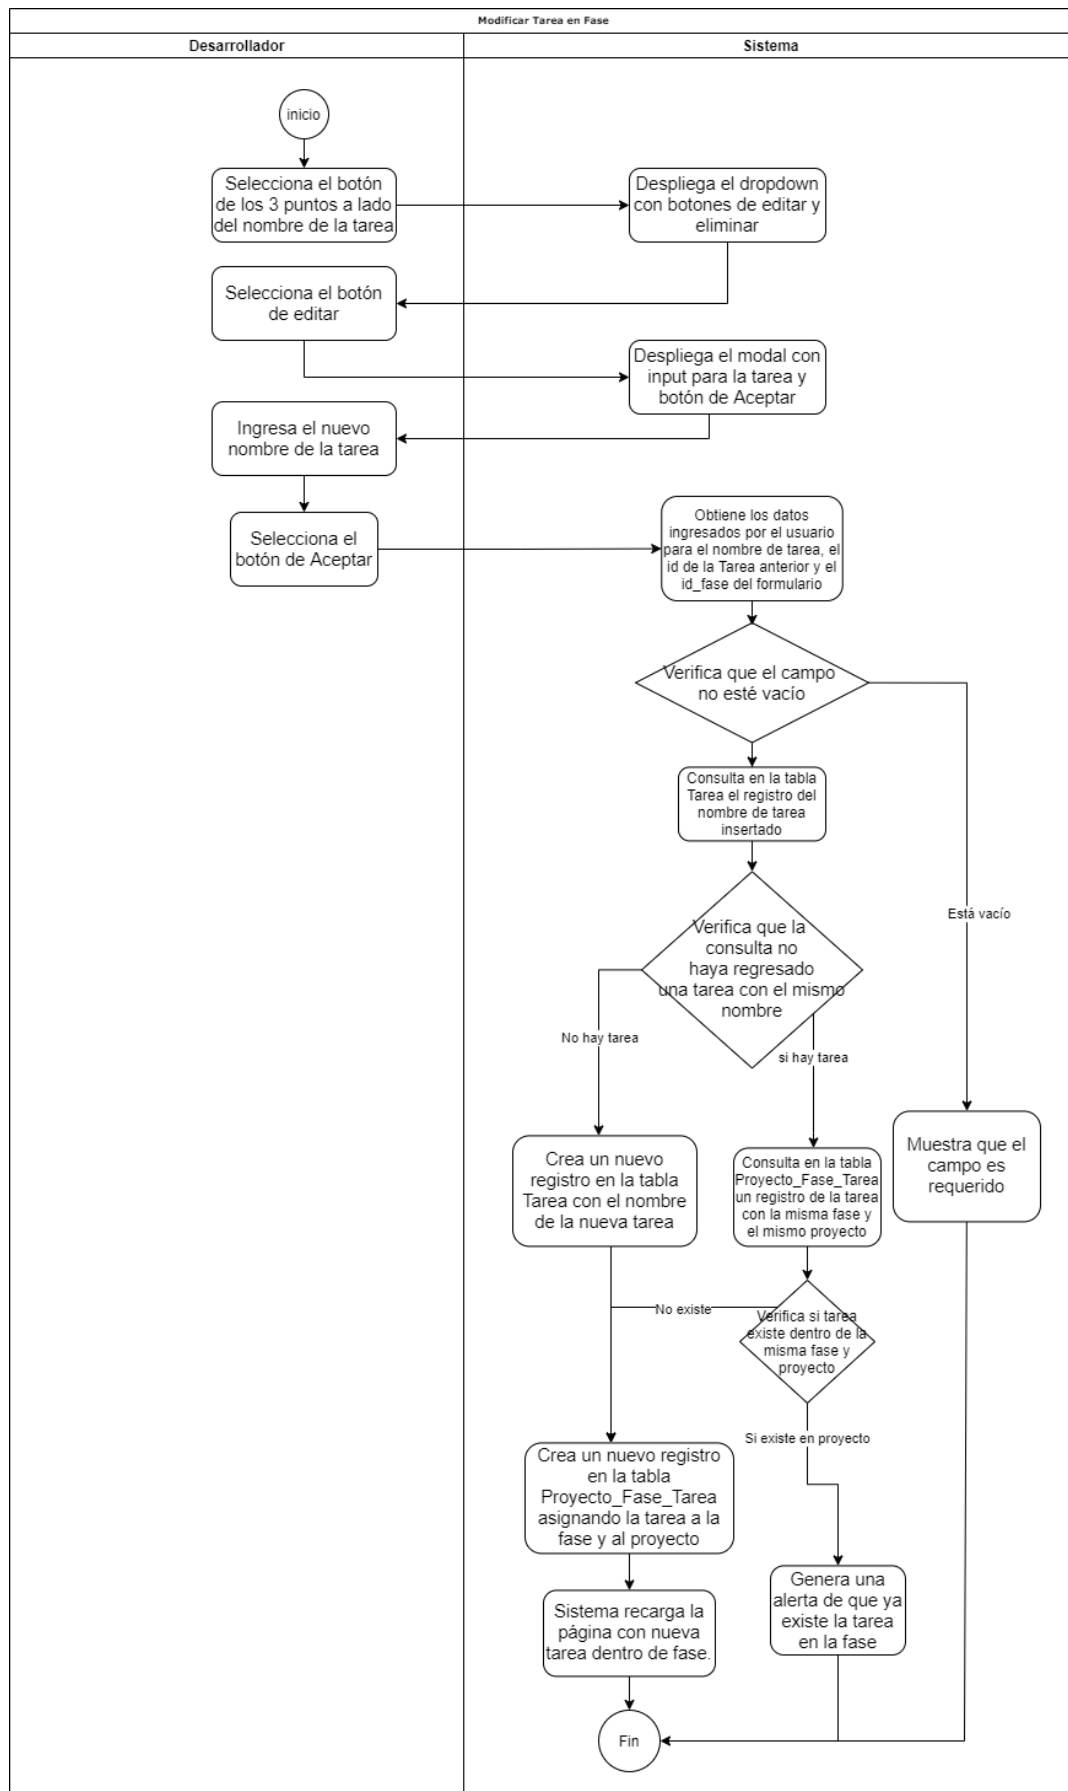 Modificar Tarea en Fase
Desarrollador
Sistema
inicio
Selecciona el botón
de los 3 puntos a lado
del nombre de la tarea
Despliega el dropdown
con botones de editar y
eliminar
Selecciona el botón
de editar
Despliega el modal con
input para la tarea y
botón de Aceptar
Ingresa el nuevo
nombre de la tarea
Selecciona el
botón de Aceptar
Obtiene los datos
ingresados por el usuario
para el nombre de tarea, el
id de la Tarea anterior y el
id_fase del formulario
Verifica que el campo
no esté vacío
Consulta en la tabla
Tarea el registro del
nombre de tarea
insertado
Está vacío
Verifica que la
consulta no
haya regresado
una tarea con el mismo
nombre
No hay tarea
si hay tarea
Crea un nuevo
registro en la tabla
Tarea con el nombre
de la nueva tarea
Consulta en la tabla
Proyecto_Fase_Tarea
un registro de la tarea
con la misma fase y
el mismo proyecto
Muestra que el
campo es
requerido
No existe
Verifica si tarea
existe dentro de la
misma fase y
proyecto
Si existe en proyecto
Crea un nuevo registro
en la tabla
Proyecto_Fase_Tarea
asignando la tarea a la
fase y al proyecto
Genera una
alerta de que ya
existe la tarea
en la fase
Sistema recarga la
página con nueva
tarea dentro de fase.
Fin